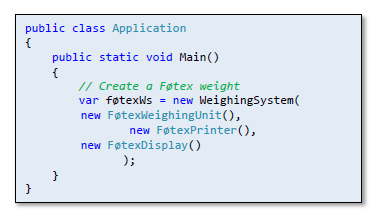 public class Application
{
    public static void Main()
    {
        // Create a Føtex weight
        var føtexWs = new WeighingSystem(
        new FøtexWeighingUnit(),
                new FøtexPrinter(),
        new FøtexDisplay()
               );
    }
}